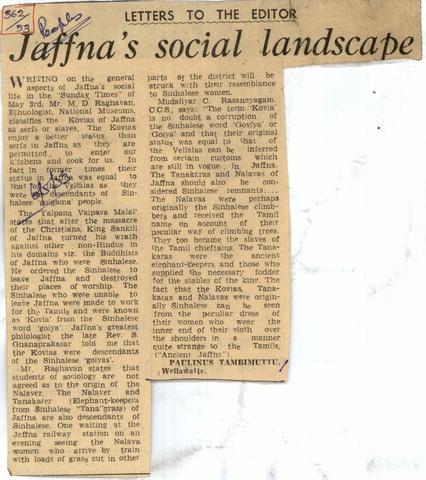 362/53
Peoples
LETTERS TO THE EDITOR
Jaffna's social landscape
WRITING on the general
aspects of Jaffna's social
life in the "Sunday Times" of
May 3rd, Mr. M. D. Raghavan,
Ethnologist, National Museum,
classifies the Kovias of Jaffna
as serfs or slaves. The Kovias
enjoy a better status than
serfs in Jaffna as they are
permitted to enter our
kitchens and cook for us. In
fact in former times their
status in was equal to
that Vellalas as they
were descendants of Sin-
halese 'goigama' people.
The 'Yalpana Vaipava Malai'
states that after the massacre
of the Christians, King Sankili
of Jaffna turned his wrath
against other non-Hindus in
his domains viz: the Buddhists
of Jaffna who were Sinhalese.
He ordered the Sinhalese to
leave Jaffna and destroyed
their places of worship. The
Sinhalese who were unable to
leave Jaffna were made to work
for the Tamils and were known
as 'Kovia' from the Sinhalese
word 'goiya'. Jaffna's greatest
philologist the late Rev. S.
Gnanaprakasar told me that
the Kovias were descendants
of the Sinhalese 'goiyas'.
Mr. Raghavan states that
students of sociology are not
agreed as to the origin of the
Nalaver. The Nalaver and
Tanakarer (Elephant-keepers
from Sinhalese "Tana"grass)
of Jaffna are also descendants of
Sinhalese. One waiting at the
Jaffna railway station on an
evening seeing the Nalava
women who arrive by train
with loads of grass cut in other
parts of the district will be
struck with their resemblance
to Sinhalese women.
Mudaliyar C. Rasanayagam,
C.C.S., says: "The term 'Kovia'
is no doubt a corruption of
the Sinhalese word 'Goviya' or
'Goiya' and that their original
status was equal to that of
the Vellalas can be inferred
from certain customs which
are still in vogue in Jaffna.
The Tanakaras and Nalavas of
Jaffna should also be con-
sidered Sinhalese remnants....
The Nalavas were perhaps
originally the Sinhalese climb-
bers and received the Tamil
name on account of their
peculiar way of climbing trees.
They too became the slaves of
the Tamil chieftains. The Tana-
karas were the ancient
elephant-keepers and those who
supplied the necessary fodder
for the stables of the king. The
fact that the Kovias, Tana-
karas and Nalavas were origin-
ally Sinhalese can be seen
from the peculiar dress of
their women who wear the
inner end of their cloth over
the shoulders in a manner
quite strange to the Tamils,
("Ancient Jaffna")
PAULINUS TAMBIMUTTU,
Wellawatte.